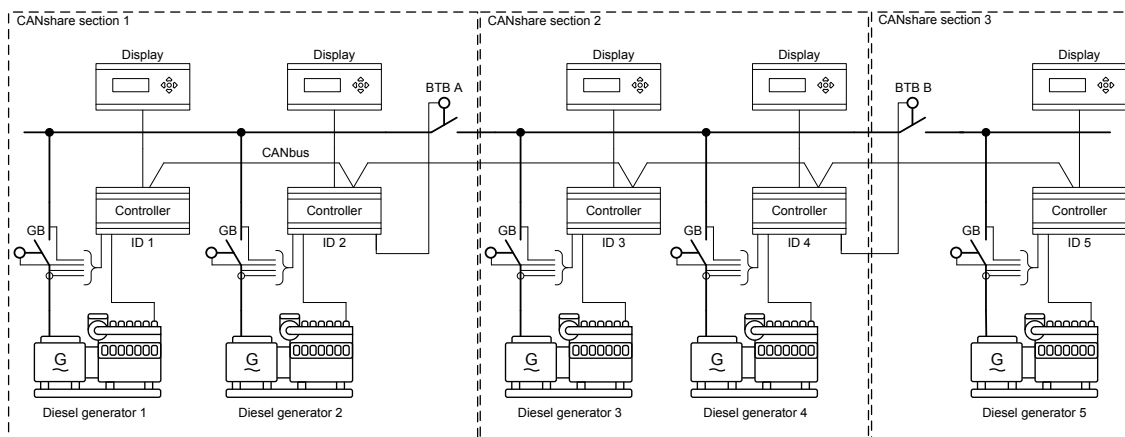 CANshare section 1
CANshare section 2
CANshare section 3
Display
Display
Display
Display
Display
BTB A
BTB B
CANbus
Controller
Controller
Controller
Controller
Controller
GB
GB
GB
GB
GB
ID 1
ID 2
ID 3
ID 4
ID 5
G
G
G
G
G
Diesel generator 1
Diesel generator 2
Diesel generator 3
Diesel generator 4
Diesel generator 5